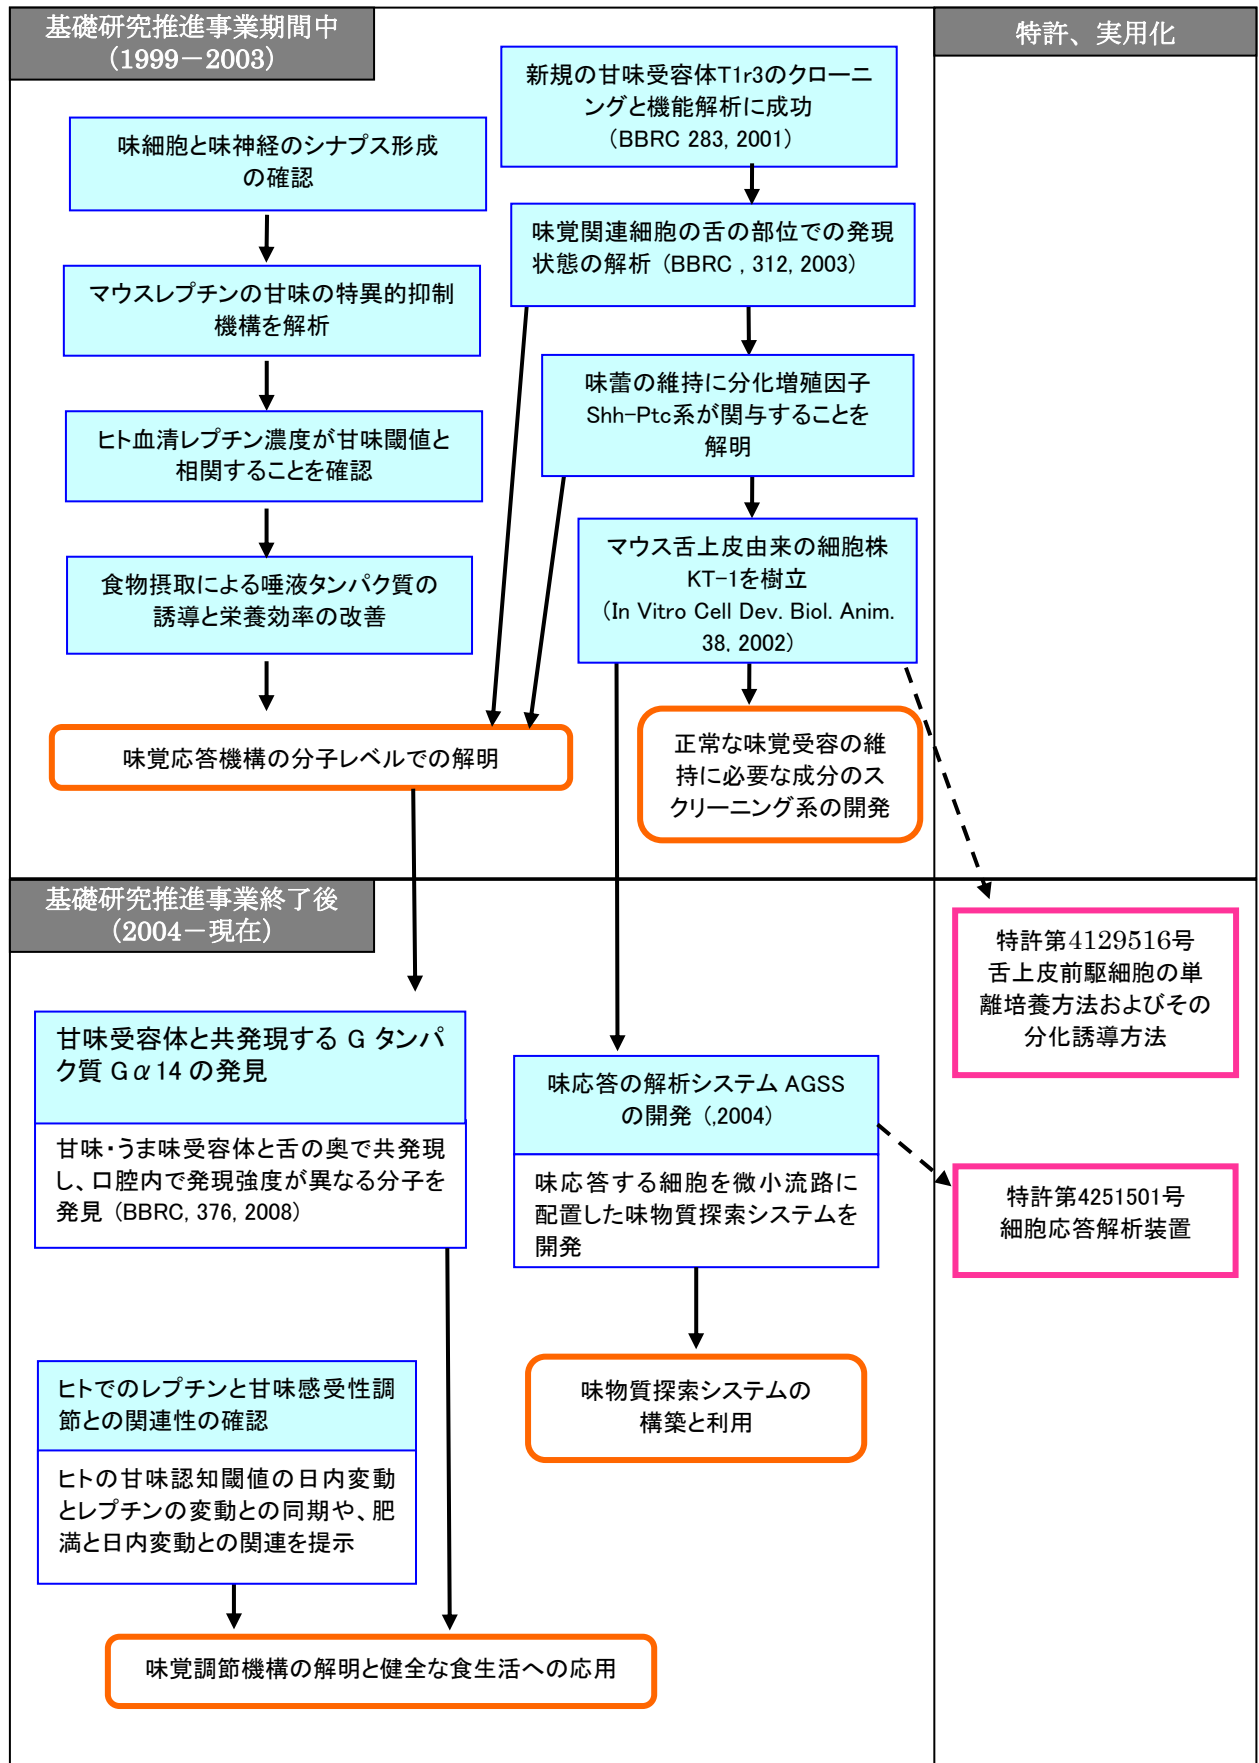 基礎研究推進事業期間中
(1999－2003)
特許、実用化
新規の甘味受容体T1r3のクローニ
ングと機能解析に成功
(BBRC 283, 2001)
味細胞と味神経のシナプス形成
の確認
味覚関連細胞の舌の部位での発現
状態の解析 (BBRC , 312, 2003)
マウスレプチンの甘味の特異的抑制
機構を解析
味蕾の維持に分化増殖因子
Shh-Ptc系が関与することを
解明
ヒト血清レプチン濃度が甘味閾値と
相関することを確認
マウス舌上皮由来の細胞株
KT-1を樹立
(In Vitro Cell Dev. Biol. Anim.
38, 2002)
食物摂取による唾液タンパク質の
誘導と栄養効率の改善
味覚応答機構の分子レベルでの解明
正常な味覚受容の維
持に必要な成分のス
クリーニング系の開発
基礎研究推進事業終了後
(2004－現在)
特許第4129516号
舌上皮前駆細胞の単
離培養方法およびその
分化誘導方法
甘味受容体と共発現する G タンパ
ク質 Gα14 の発見
甘味・うま味受容体と舌の奥で共発現
し、口腔内で発現強度が異なる分子を
発見 (BBRC, 376, 2008)
味応答の解析システム AGSS
の開発 (,2004)
味応答する細胞を微小流路に
配置した味物質探索システムを
開発
特許第4251501号
細胞応答解析装置
味物質探索システムの
構築と利用
ヒトでのレプチンと甘味感受性調
節との関連性の確認
ヒトの甘味認知閾値の日内変動
とレプチンの変動との同期や、肥
満と日内変動との関連を提示
味覚調節機構の解明と健全な食生活への応用